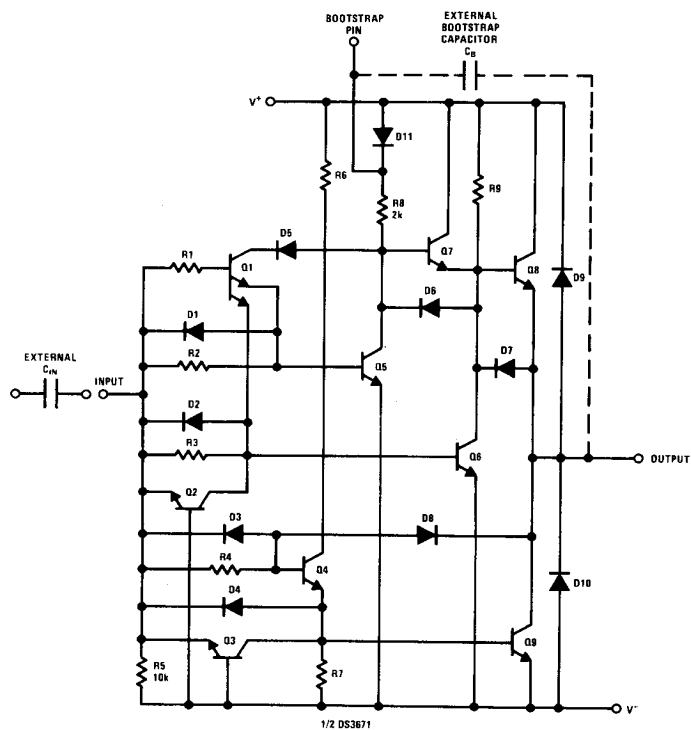 BOOTSTRAP
PIN
EXTERNAL
BOOTSTRAP
CAPACITOR
CB
V+
D11
R6
R8
2k
R9
D5
Q7
Q8
R1
Q1
D9
D6
D1
EXTERNAL
CIN
INPUT
R2
Q5
D7
D2
R3
Q6
OUTPUT
Q2
D3
D8
R4
Q4
D10
D4
Q3
Q9
R5
10k
R7
V-
1/2 DS3671